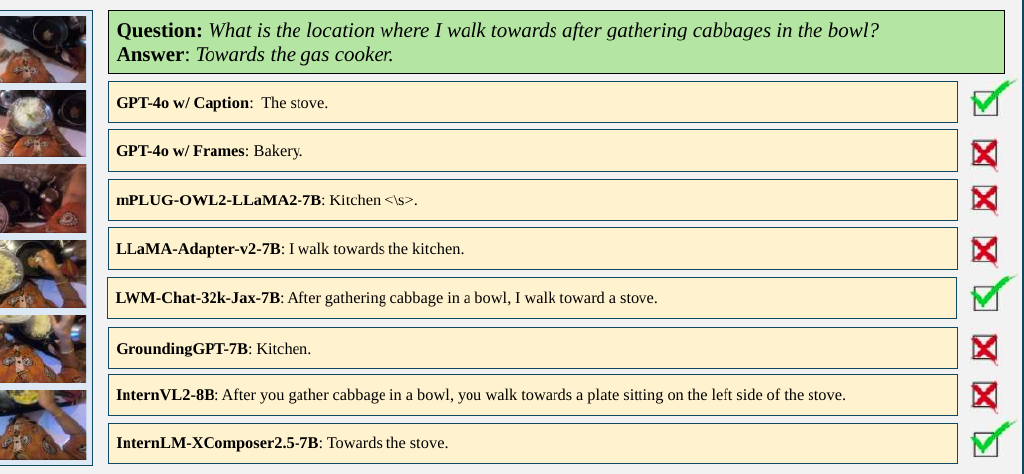 Question: What is the location where I walk towards after gathering cabbages in the bowl?
Answer: Towards the gas cooker.
GPT-4o w/ Caption: The stove.
GPT-4o w/ Frames: Bakery.
mPLUG-OWL2-LLaMA2-7B: Kitchen <\s>.
LLaMA-Adapter-v2-7B: I walk towards the kitchen.
LWM-Chat-32k-Jax-7B: After gathering cabbage in a bowl, I walk toward a stove.
GroundingGPT-7B: Kitchen.
InternVL2-8B: After you gather cabbage in a bowl, you walk towards a plate sitting on the left side of the stove.
InternLM-XComposer2.5-7B: Towards the stove.